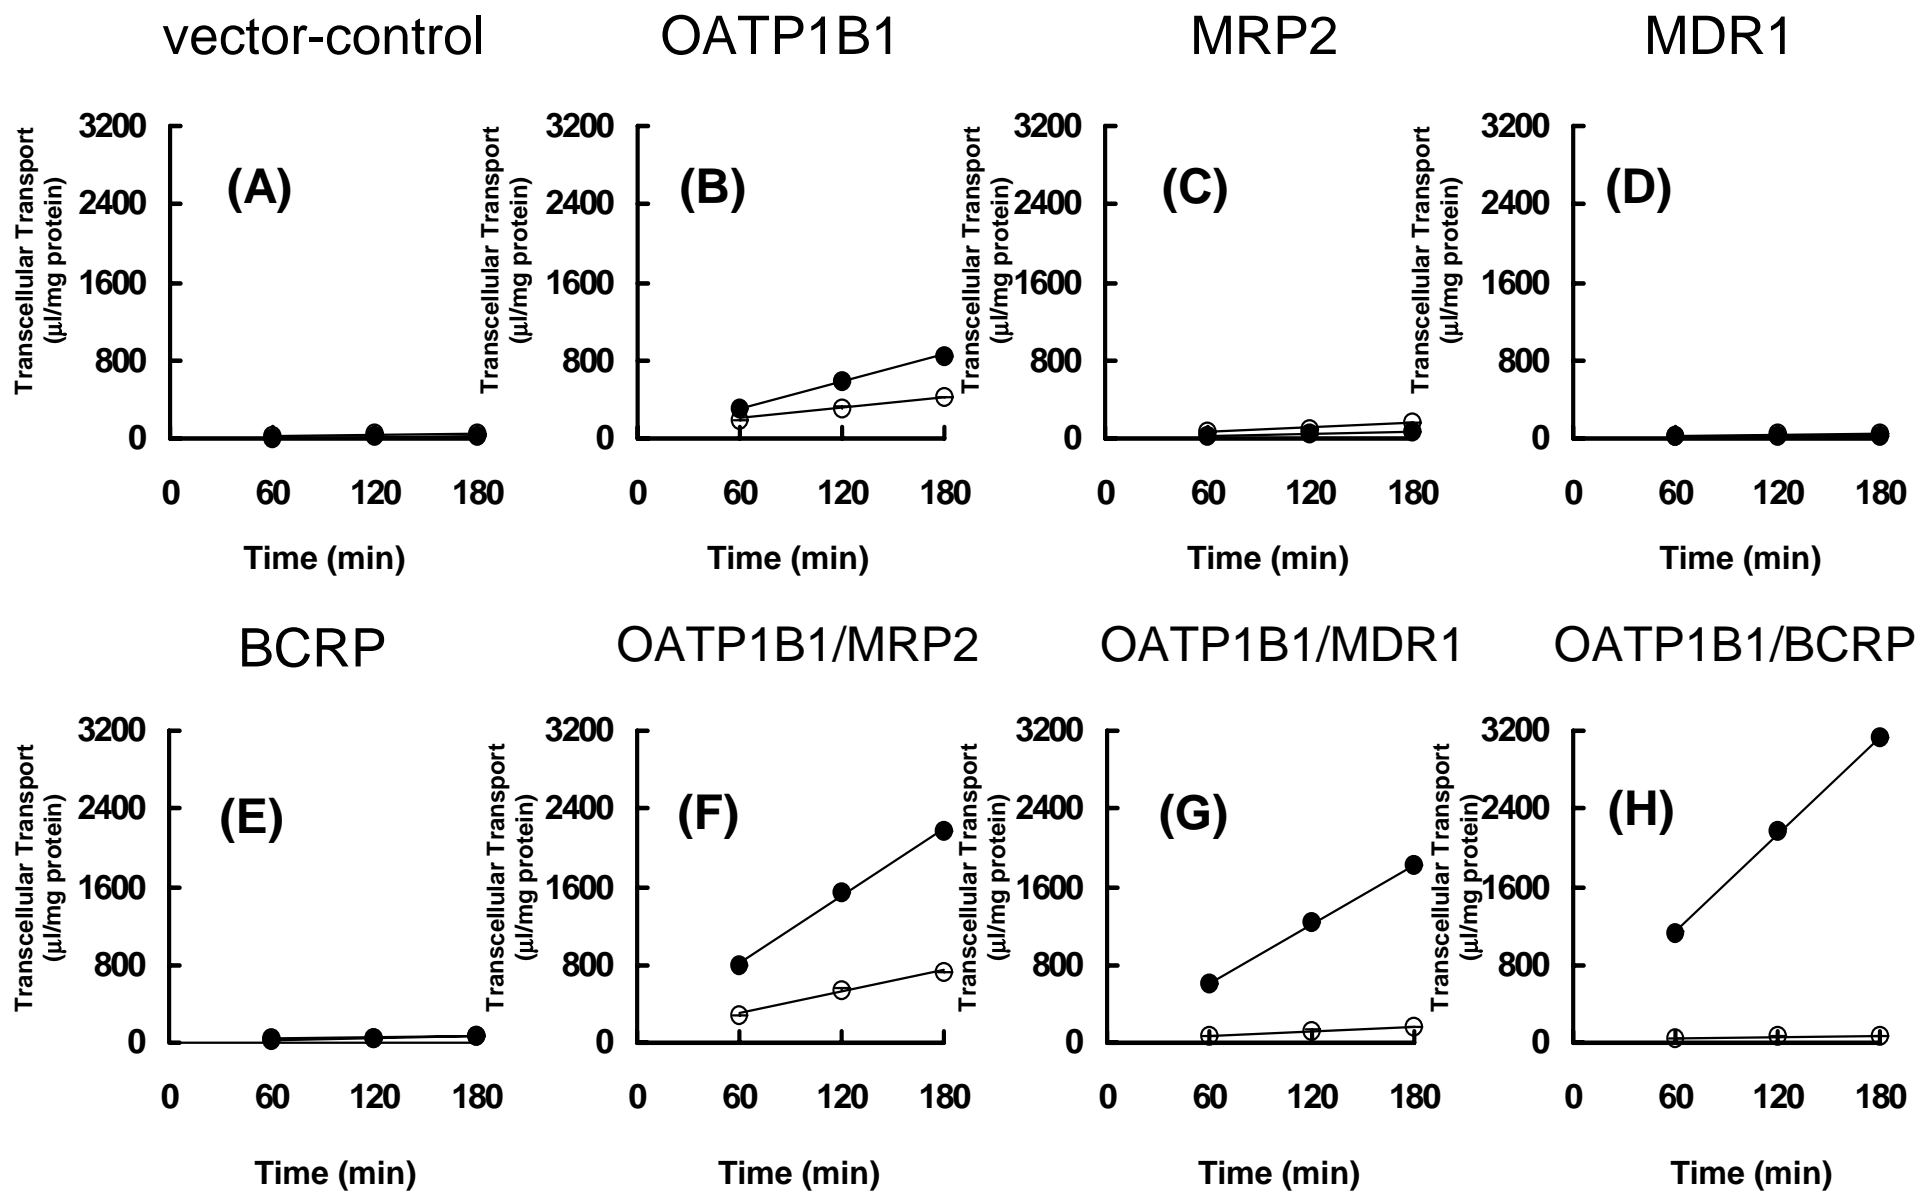 vector-control
OATP1B1
MRP2
MDR1
Transcellular Transport
(μl/mg protein)
3200
2400
1600
800
0
(A)
0 60 120 180
Time (min)
Transcellular Transport
(μl/mg protein)
3200
2400
1600
800
0
(B)
0 60 120 180
Time (min)
Transcellular Transport
(μl/mg protein)
3200
2400
1600
800
0
(C)
0 60 120 180
Time (min)
Transcellular Transport
(μl/mg protein)
3200
2400
1600
800
0
(D)
0 60 120 180
Time (min)
BCRP
OATP1B1/MRP2
OATP1B1/MDR1
OATP1B1/BCRP
Transcellular Transport
(μl/mg protein)
3200
2400
1600
800
0
(E)
0 60 120 180
Time (min)
Transcellular Transport
(μl/mg protein)
3200
2400
1600
800
0
(F)
0 60 120 180
Time (min)
Transcellular Transport
(μl/mg protein)
3200
2400
1600
800
0
(G)
0 60 120 180
Time (min)
Transcellular Transport
(μl/mg protein)
3200
2400
1600
800
0
(H)
0 60 120 180
Time (min)